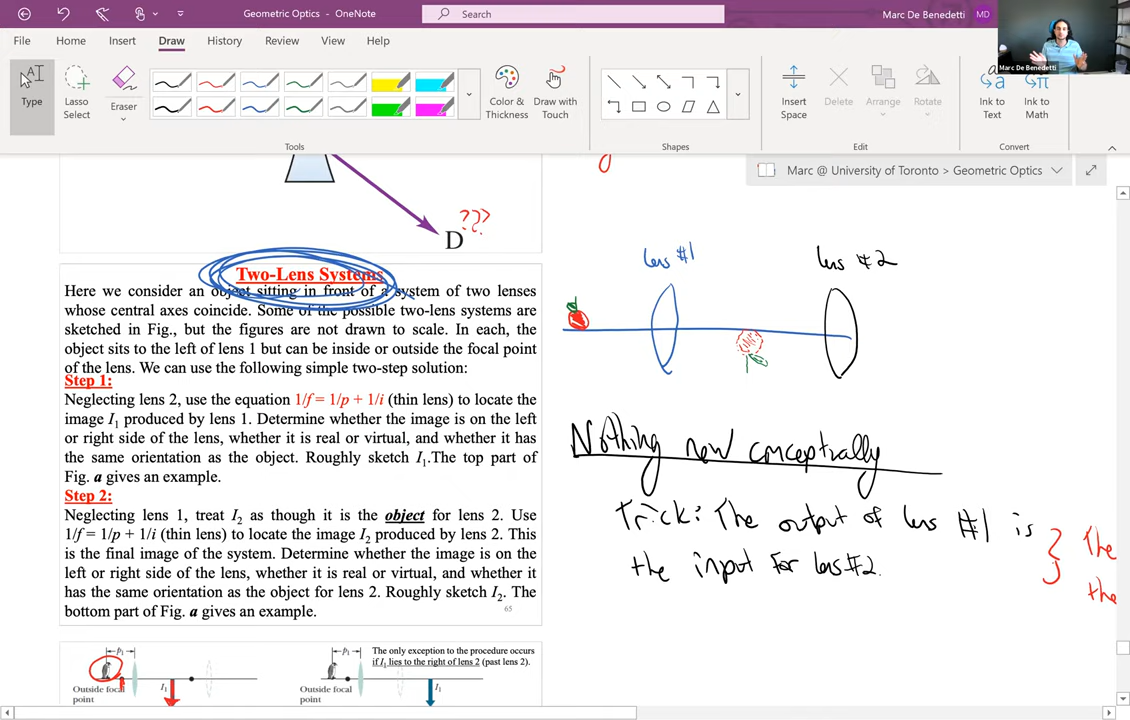 Geometric Optics - OneNote
Search
Marc De Benedetti
MD
File
Home
Insert
Draw
History
Review
View
Help
Marc De Benedetti
Type
Lasso
Select
Eraser
Color &
Thickness
Draw with
Touch
Insert
Space
Delete
Arrange
Rotate
Ink to
Text
Ink to
Math
Tools
Shapes
Edit
Convert
Marc @ University of Toronto > Geometric Optics
D
???
Two-Lens Systems
Here we consider an object sitting in front of a system of two lenses
whose central axes coincide. Some of the possible two-lens systems are
sketched in Fig., but the figures are not drawn to scale. In each, the
object sits to the left of lens 1 but can be inside or outside the focal point
of the lens. We can use the following simple two-step solution:
Step 1:
Neglecting lens 2, use the equation 1/f = 1/p + 1/i (thin lens) to locate the
image I1 produced by lens 1. Determine whether the image is on the left
or right side of the lens, whether it is real or virtual, and whether it has
the same orientation as the object. Roughly sketch I1.The top part of
Fig. a gives an example.
Step 2:
Neglecting lens 1, treat I2 as though it is the object for lens 2. Use
1/f = 1/p + 1/i (thin lens) to locate the image I2 produced by lens 2. This
is the final image of the system. Determine whether the image is on the
left or right side of the lens, whether it is real or virtual, and whether it
has the same orientation as the object for lens 2. Roughly sketch I2. The
bottom part of Fig. a gives an example.
65
p1
Outside focal
point
I1
p1
The only exception to the procedure occurs
if I1 lies to the right of lens 2 (past lens 2).
Outside focal
point
I1
lens #1
lens #2
Nothing new conceptually
Trick: The output of lens #1 is
the input for lens #2.
The
the